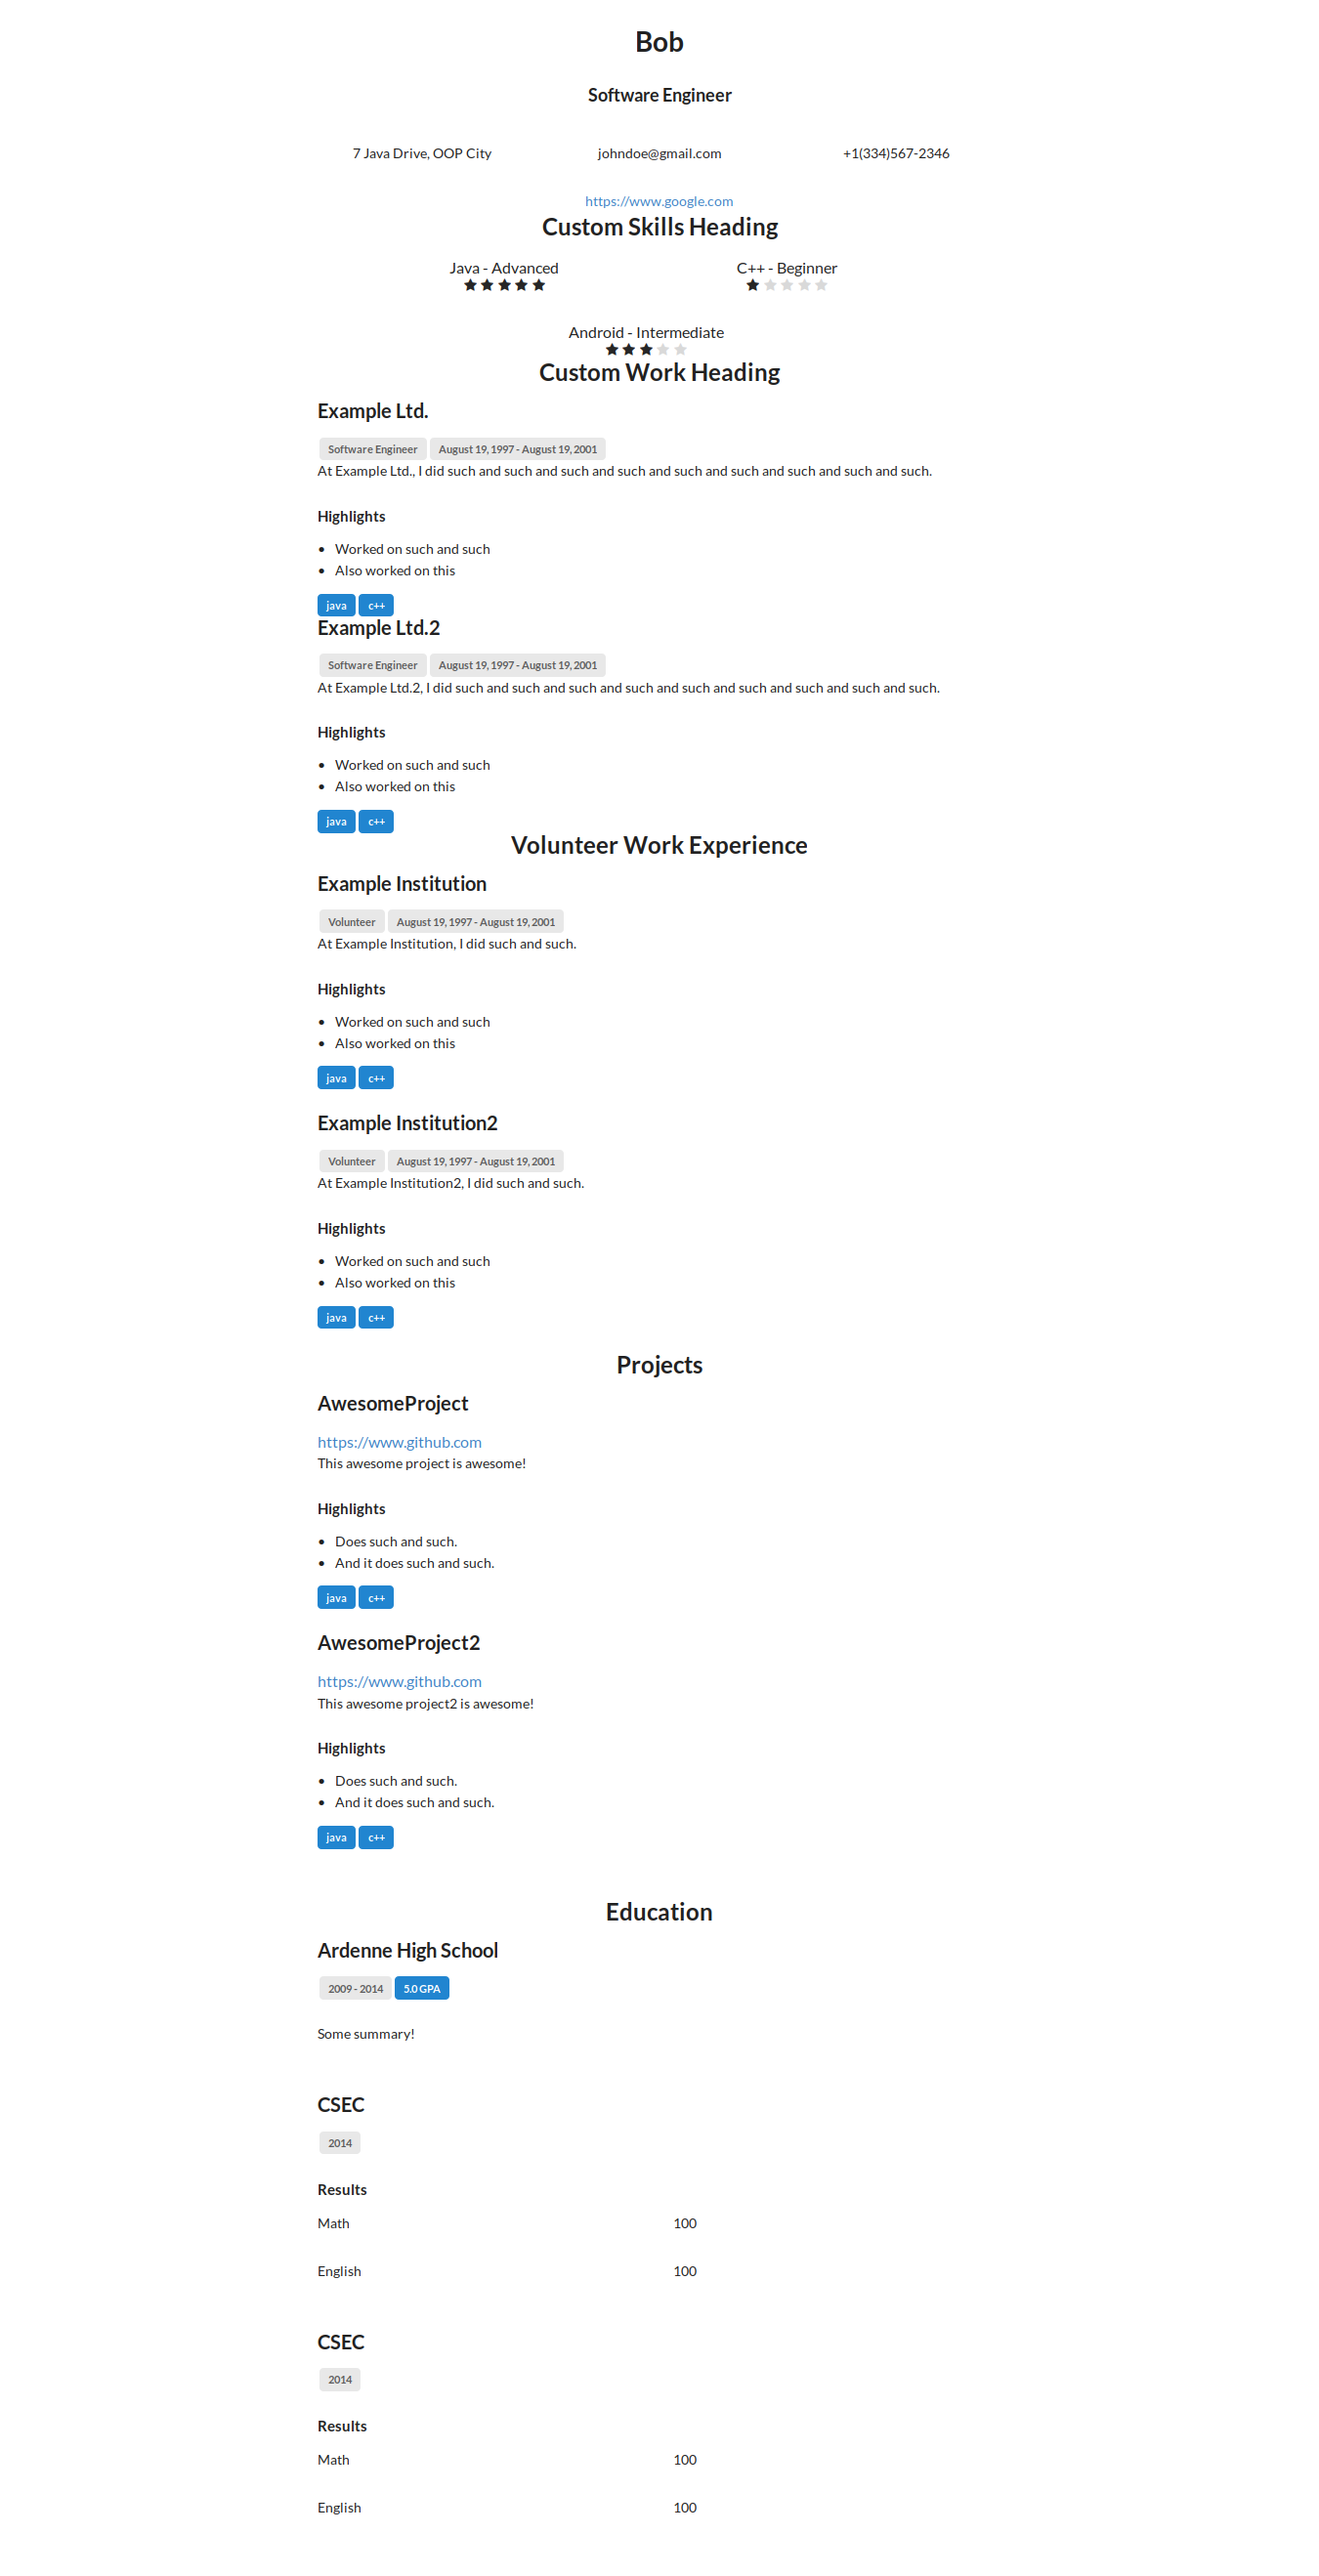 Bob
Software Engineer
7 Java Drive, OOP City johndoe@gmail.com +1(334)567-2346
https://www.google.com
Custom Skills Heading
Java - Advanced C++ - Beginner
Android - Intermediate
Custom Work Heading
Example Ltd.
Software Engineer August 19, 1997 - August 19, 2001
At Example Ltd., I did such and such and such and such and such and such and such and such and such.
Highlights
• Worked on such and such
• Also worked on this
java c++
Example Ltd.2
Software Engineer August 19, 1997 - August 19, 2001
At Example Ltd.2, I did such and such and such and such and such and such and such and such and such.
Highlights
• Worked on such and such
• Also worked on this
java c++
Volunteer Work Experience
Example Institution
Volunteer August 19, 1997 - August 19, 2001
At Example Institution, I did such and such.
Highlights
• Worked on such and such
• Also worked on this
java c++
Example Institution2
Volunteer August 19, 1997 - August 19, 2001
At Example Institution2, I did such and such.
Highlights
• Worked on such and such
• Also worked on this
java c++
Projects
AwesomeProject
https://www.github.com
This awesome project is awesome!
Highlights
• Does such and such.
• And it does such and such.
java c++
AwesomeProject2
https://www.github.com
This awesome project2 is awesome!
Highlights
• Does such and such.
• And it does such and such.
java c++
Education
Ardenne High School
2009 - 2014 5.0 GPA
Some summary!
CSEC
2014
Results
Math 100
English 100
CSEC
2014
Results
Math 100
English 100